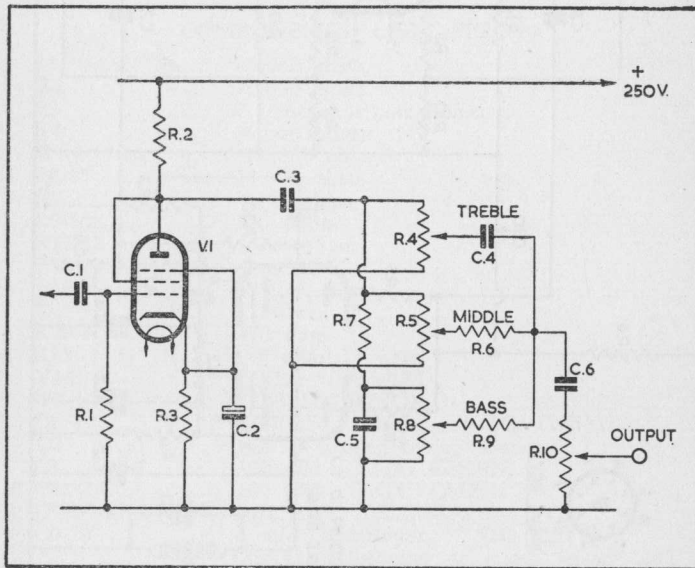 +
250V.
R.2
C.3
TREBLE
V.1
R.4
C.4
C.1
MIDDLE
R.7
R.5
R.6
C.6
BASS
R.1
R.3
C.2
C.5
R.8
R.9
R.10
OUTPUT